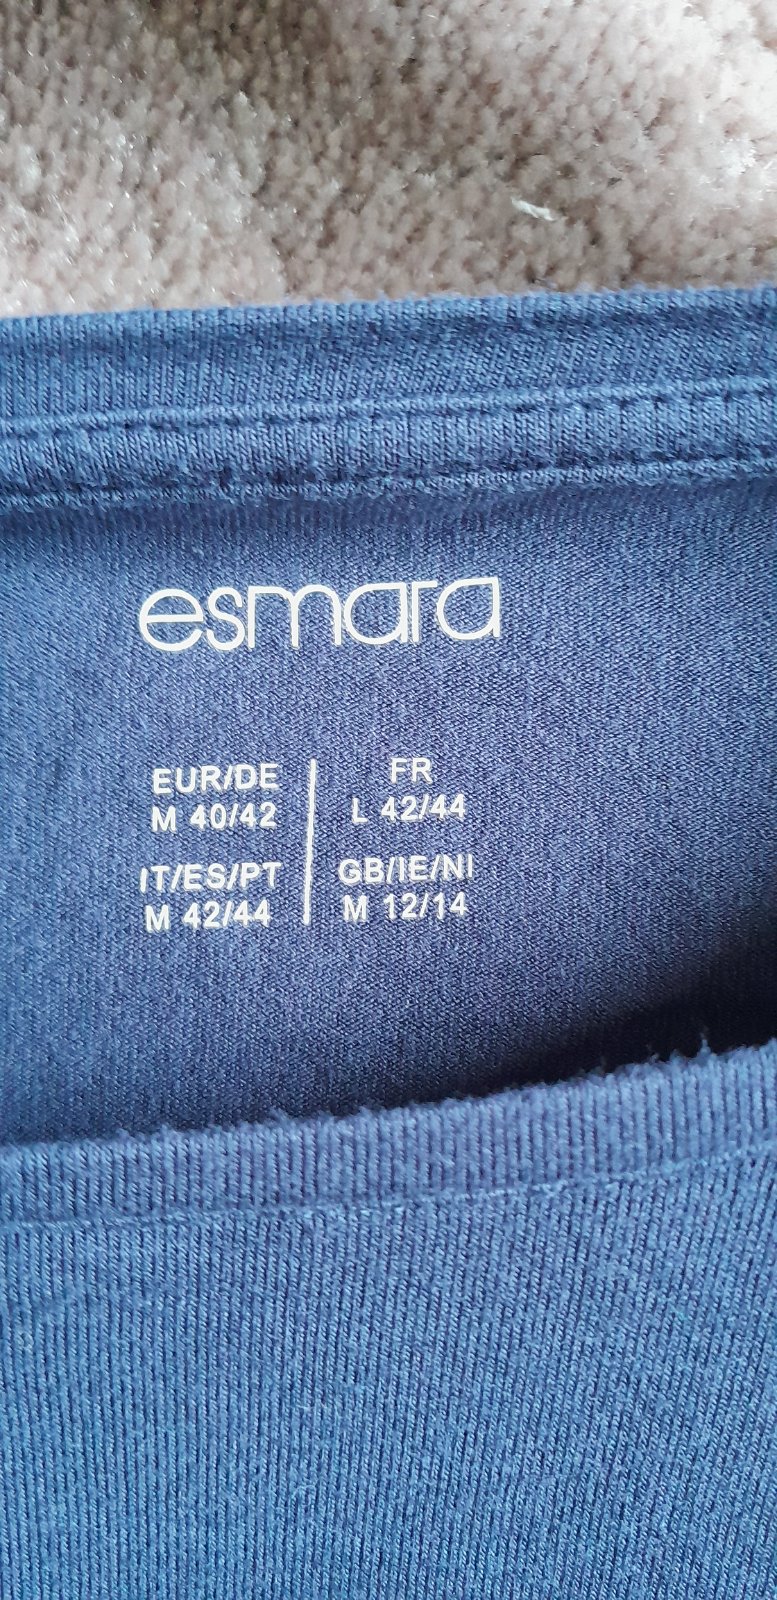 esmara
EUR/DE
M 40/42
FR
L 42/44
IT/ES/PT
M 42/44
GB/IE/NI
M 12/14